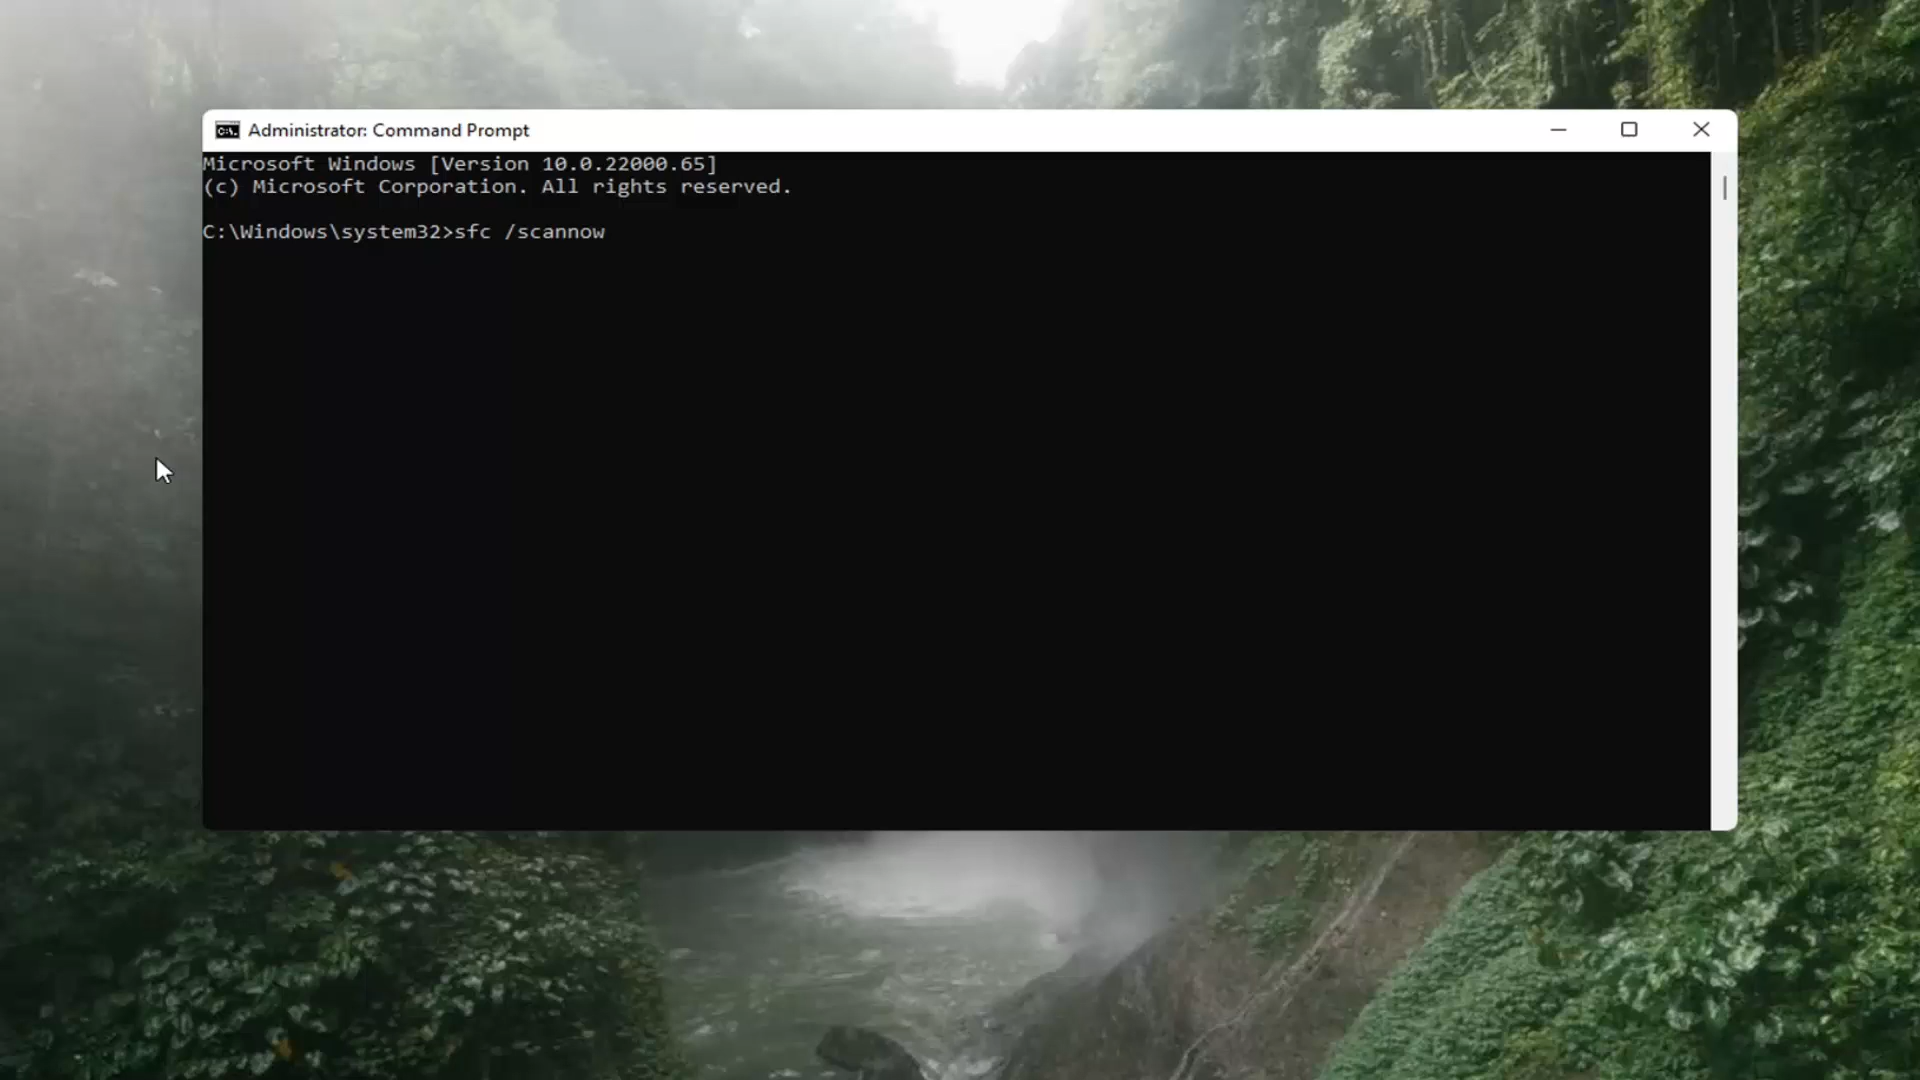 Administrator: Command Prompt
Microsoft Windows [Version 10.0.22000.65]
(c) Microsoft Corporation. All rights reserved.
C:\Windows\system32>sfc /scannow